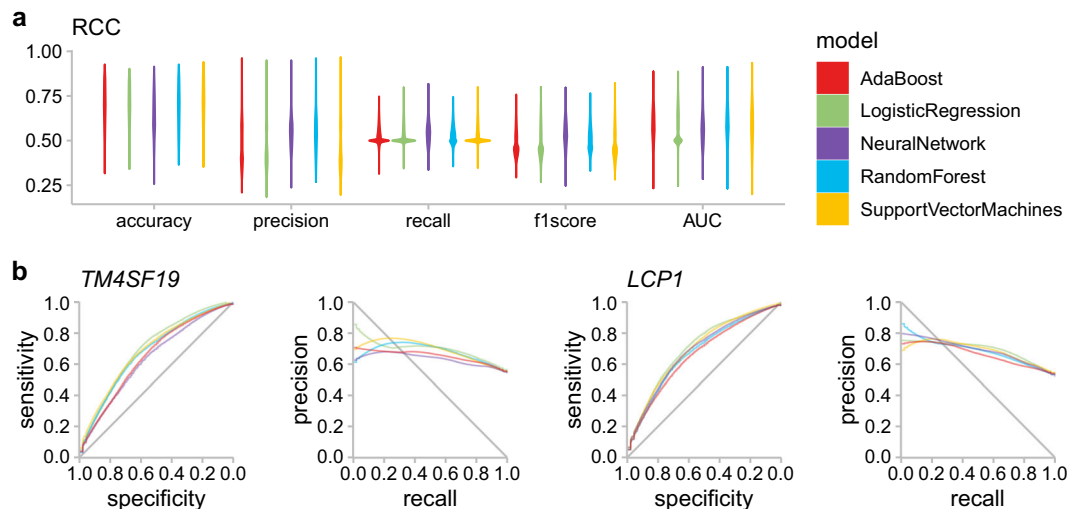 a
RCC
1.00
0.75
0.50
0.25
accuracy precision recall f1score AUC
model
AdaBoost
LogisticRegression
NeuralNetwork
RandomForest
SupportVectorMachines
b
TM4SF19
sensitivity
1.0
0.8
0.6
0.4
0.2
0.0
1.0 0.8 0.6 0.4 0.2 0.0
specificity
precision
1.0
0.8
0.6
0.4
0.2
0.0
0.0 0.2 0.4 0.6 0.8 1.0
recall
LCP1
sensitivity
1.0
0.8
0.6
0.4
0.2
0.0
1.0 0.8 0.6 0.4 0.2 0.0
specificity
precision
1.0
0.8
0.6
0.4
0.2
0.0
0.0 0.2 0.4 0.6 0.8 1.0
recall